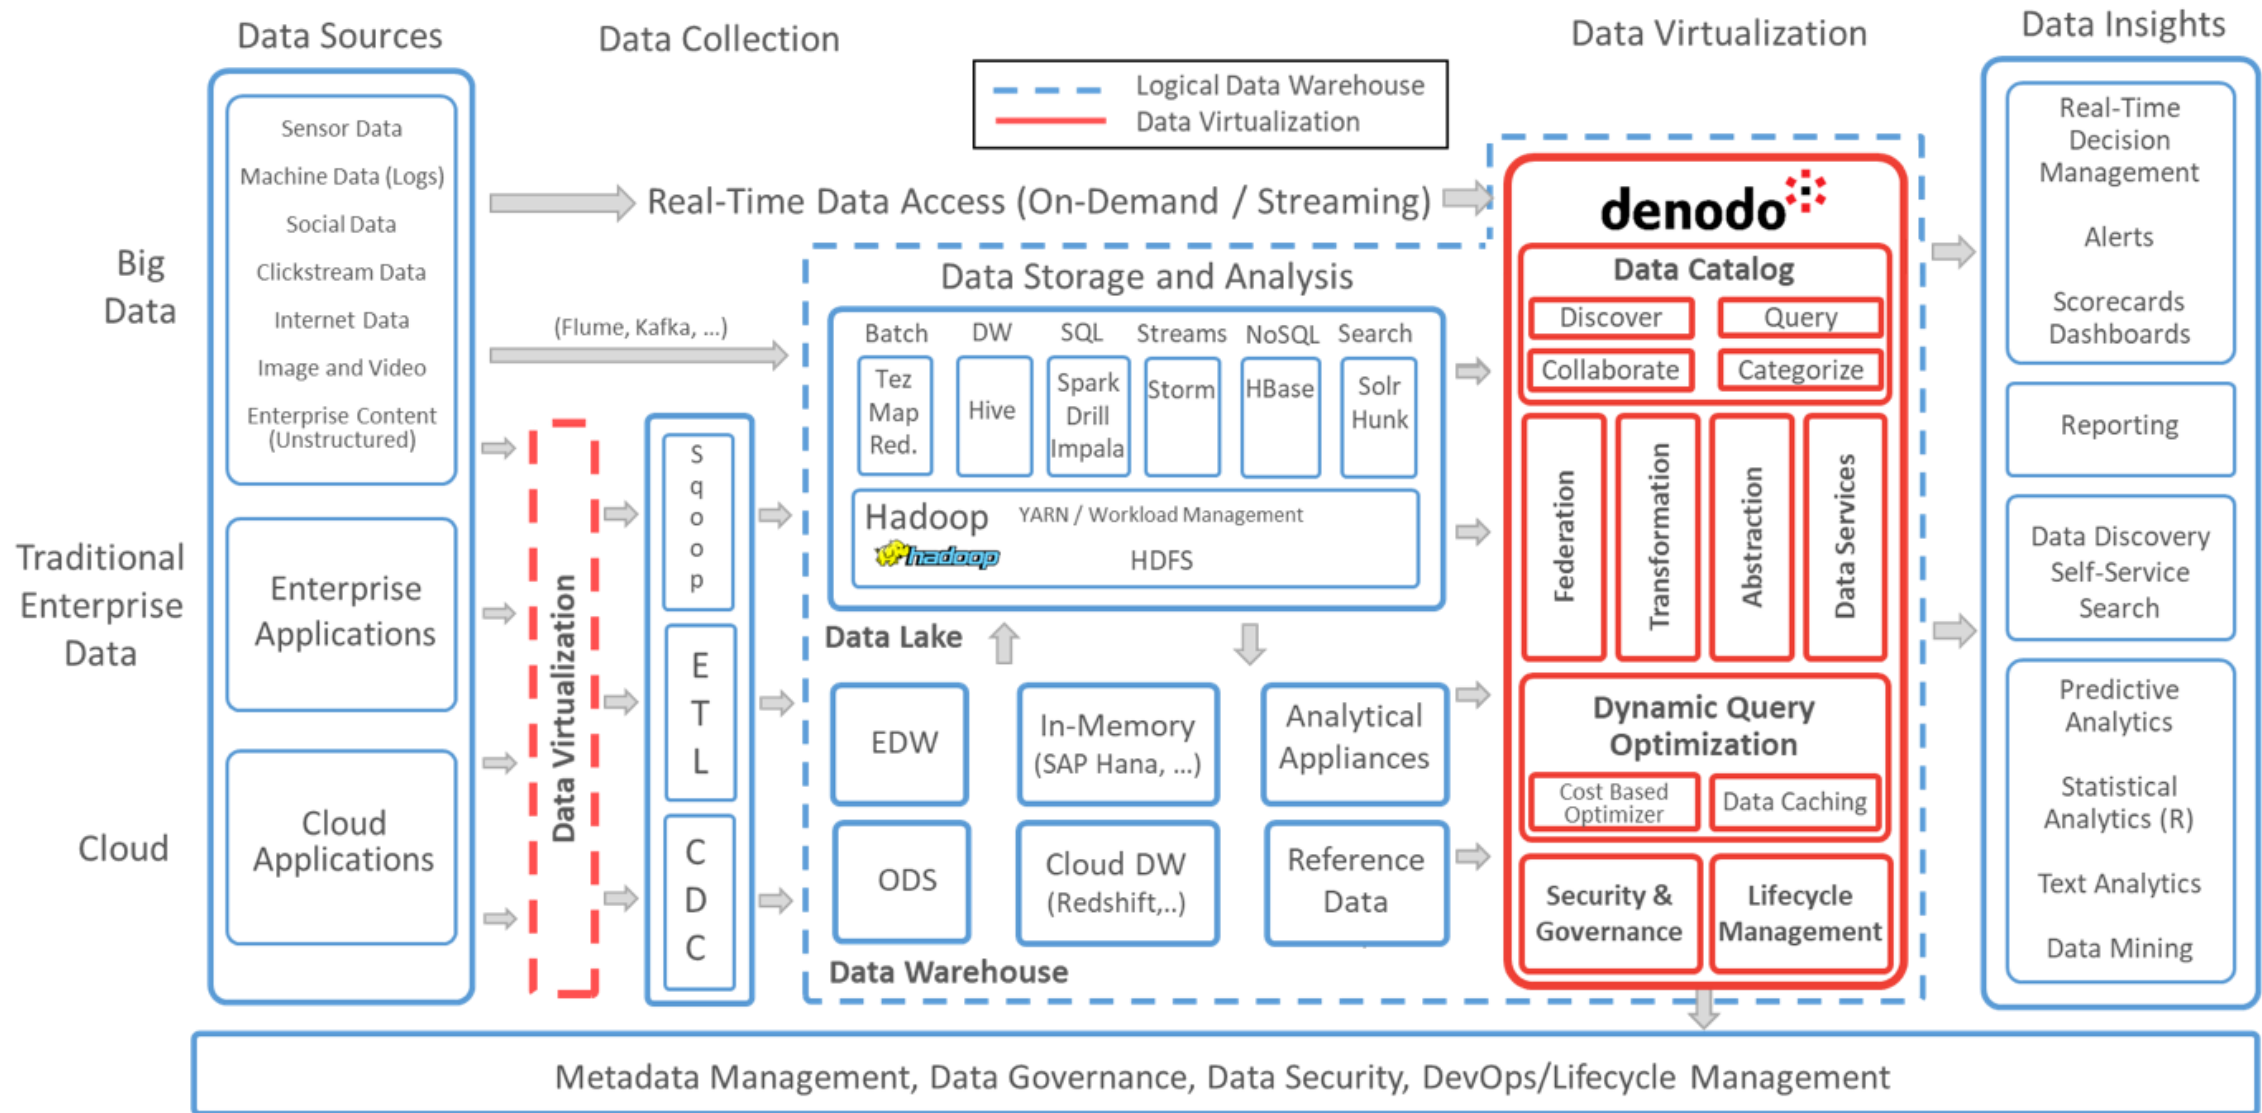 Data Sources
Data Collection
Data Virtualization
Data Insights
Logical Data Warehouse
Data Virtualization
Big
Data
Traditional
Enterprise
Data
Cloud
Sensor Data
Machine Data (Logs)
Social Data
Clickstream Data
Internet Data
Image and Video
Enterprise Content
(Unstructured)
Enterprise
Applications
Cloud
Applications
Data Virtualization
Real-Time Data Access (On-Demand / Streaming)
(Flume, Kafka, ...)
Sqoop
ETL
CDC
Data Storage and Analysis
Batch
DW
SQL
Streams
NoSQL
Search
Tez
Map
Red.
Hive
Spark
Drill
Impala
Storm
HBase
Solr
Hunk
Hadoop
YARN / Workload Management
hadoop
HDFS
Data Lake
EDW
In-Memory
(SAP Hana, ...)
Analytical
Appliances
ODS
Cloud DW
(Redshift,..)
Reference
Data
Data Warehouse
denodo
Data Catalog
Discover
Query
Collaborate
Categorize
Federation
Transformation
Abstraction
Data Services
Dynamic Query
Optimization
Cost Based
Optimizer
Data Caching
Security &
Governance
Lifecycle
Management
Real-Time
Decision
Management
Alerts
Scorecards
Dashboards
Reporting
Data Discovery
Self-Service
Search
Predictive
Analytics
Statistical
Analytics (R)
Text Analytics
Data Mining
Metadata Management, Data Governance, Data Security, DevOps/Lifecycle Management